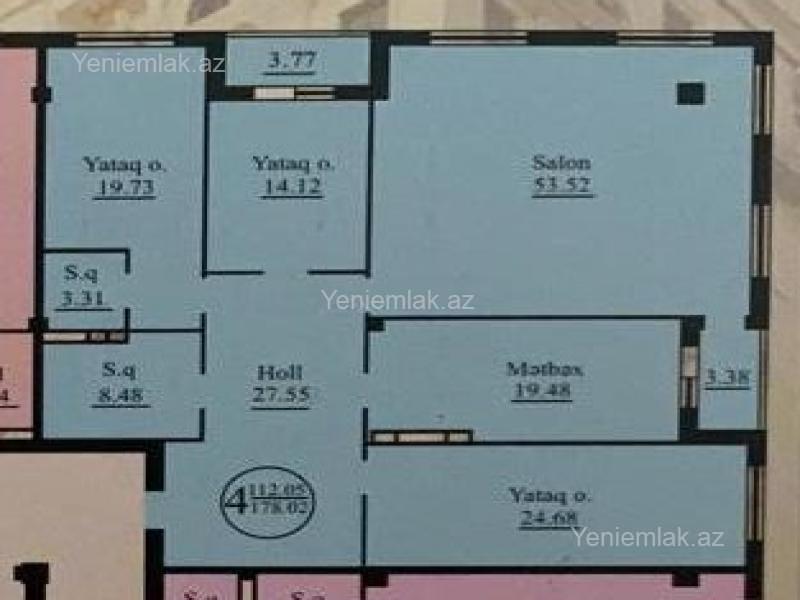 Yeniemlak.az
3.77
Yataq o.
19.73
Yataq o.
14.12
Salon
53.52
S.q
3.31
Yeniemlak.az
S.q
8.48
Holl
27.55
Mətbəx
19.48
3.38
4
112.05
178.02
Yataq o.
24.68
Yeniemlak.az
4
S.q
S.q